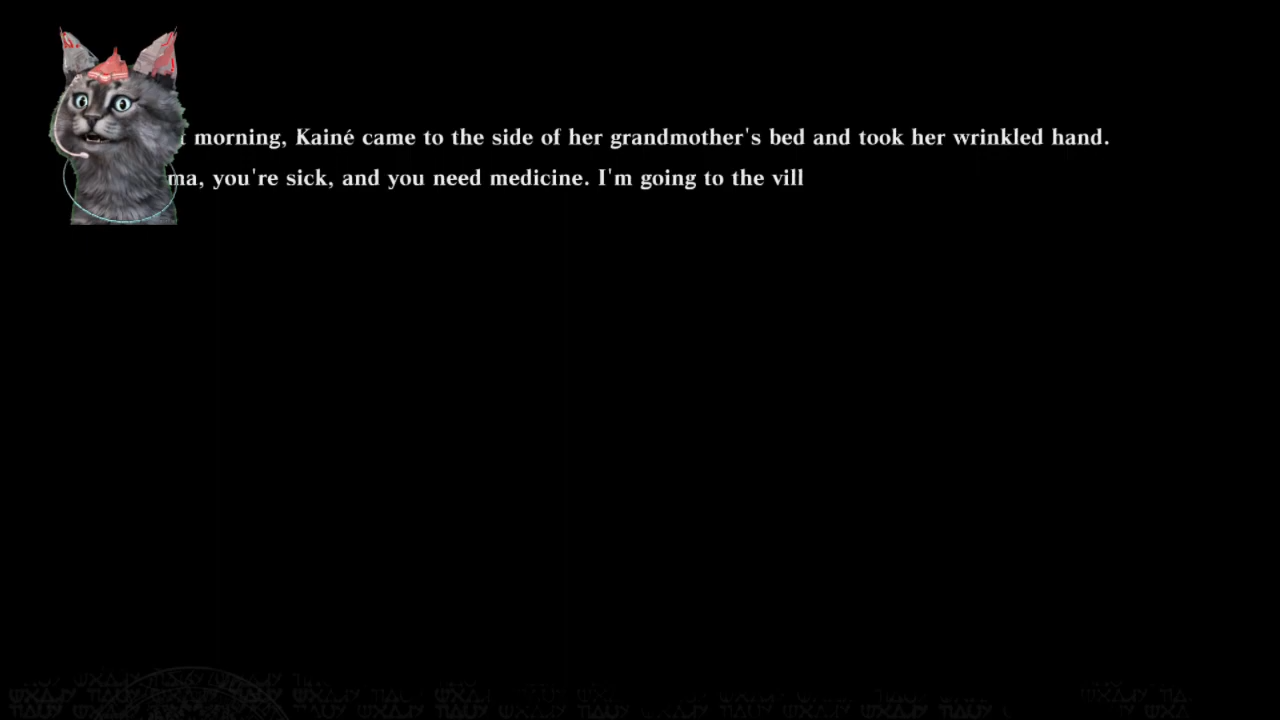 morning, Kainé came to the side of her grandmother's bed and took her wrinkled hand.
you're sick, and you need medicine. I'm going to the vill